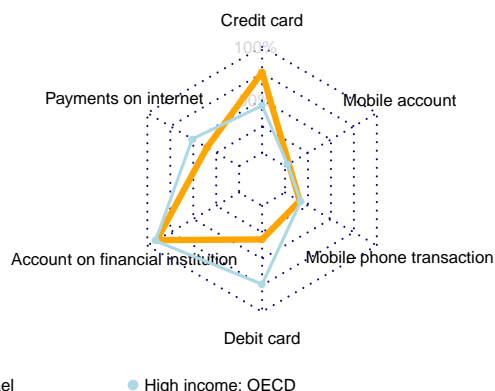 Credit card
100%
Payments on internet
Mobile account
Account on financial institution
Mobile phone transaction
Debit card
High income: OECD